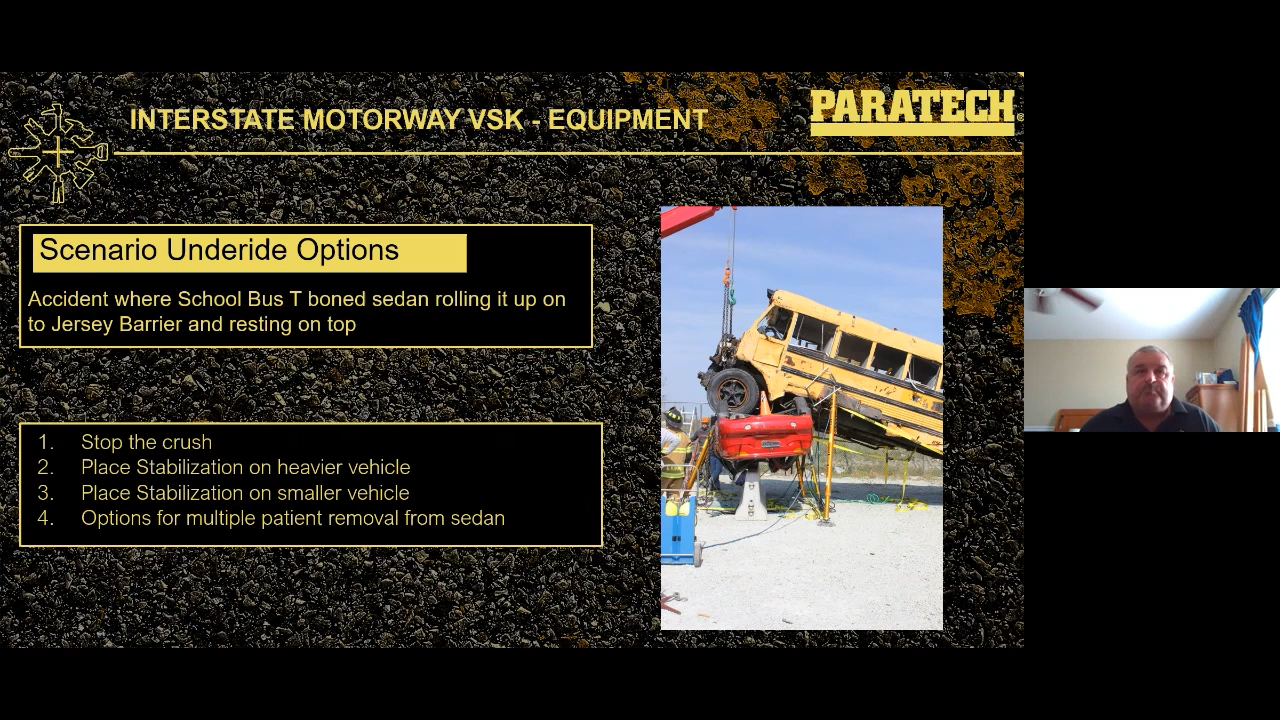 INTERSTATE MOTORWAY VSK - EQUIPMENT
PARATECH
Scenario Underide Options
Accident where School Bus T boned sedan rolling it up on
to Jersey Barrier and resting on top
1. Stop the crush
2. Place Stabilization on heavier vehicle
3. Place Stabilization on smaller vehicle
4. Options for multiple patient removal from sedan